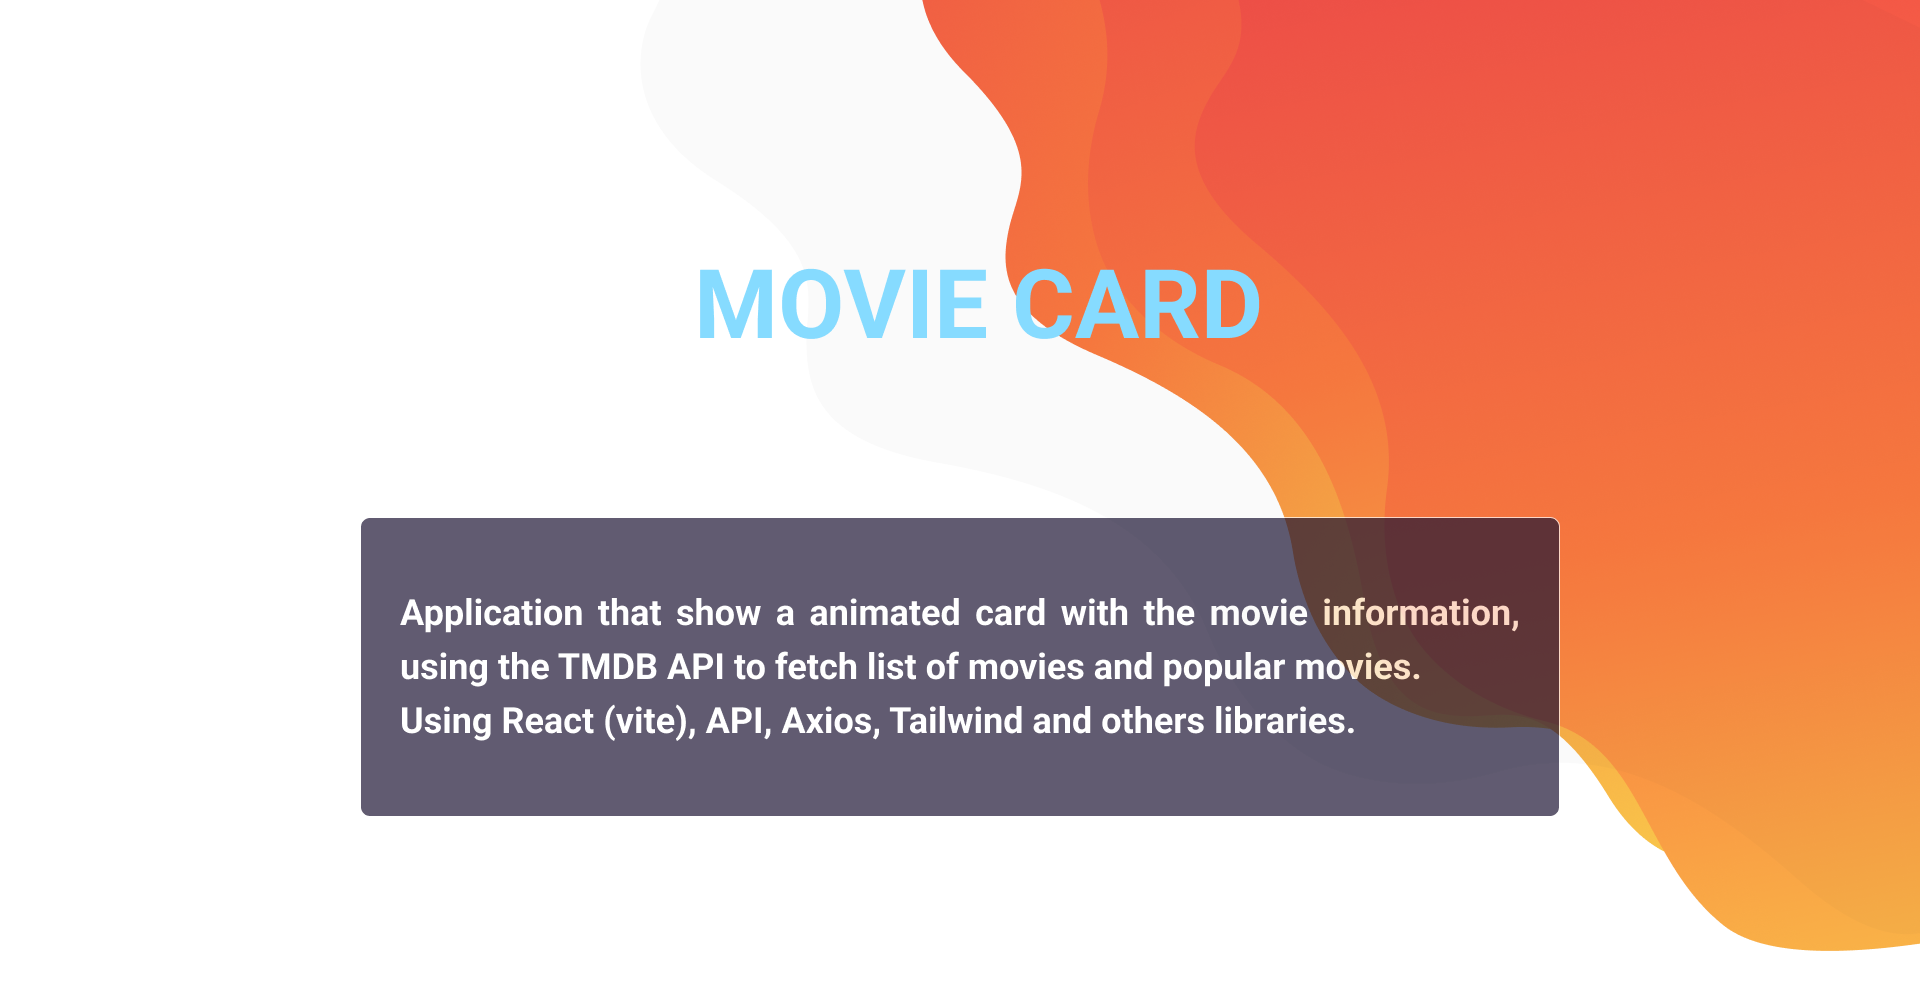 MOVIE CARD
Application that show a animated card with the movie information,
using the TMDB API to fetch list of movies and popular movies.
Using React (vite), API, Axios, Tailwind and others libraries.